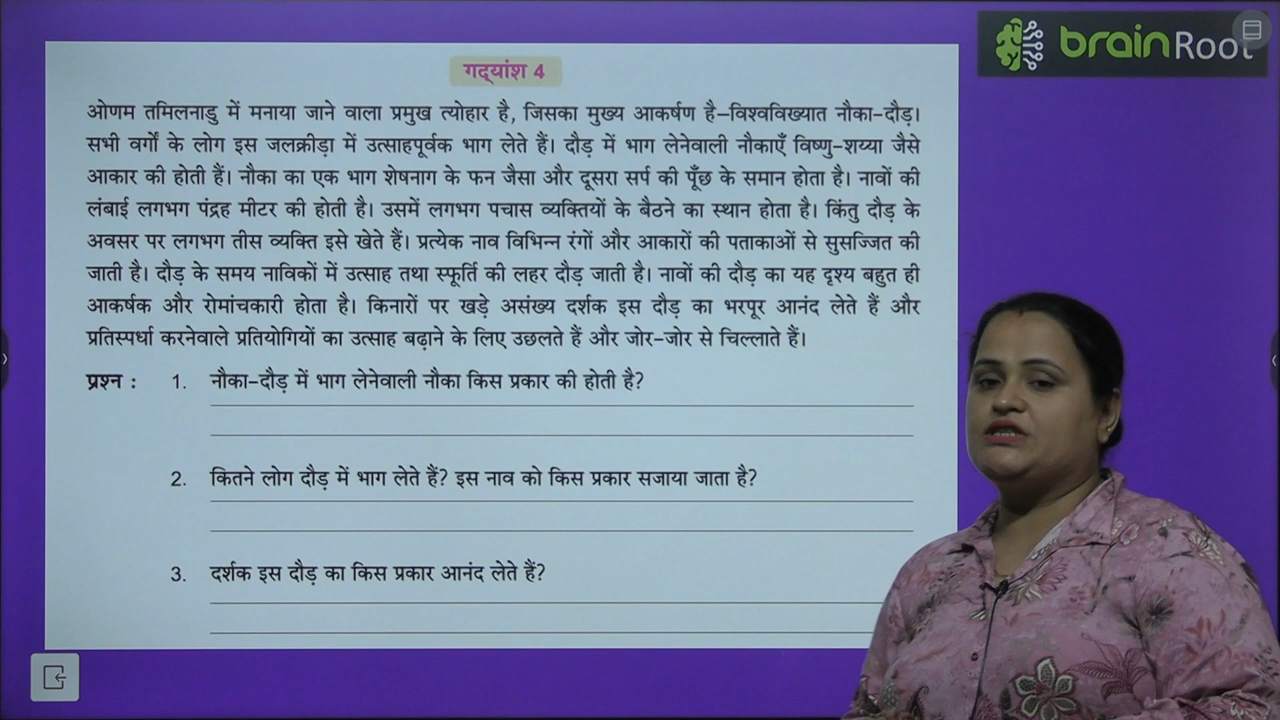 brainRoot
गद्यांश 4
ओणम तमिलनाडु में मनाया जाने वाला प्रमुख त्योहार है, जिसका मुख्य आकर्षण है–विश्वविख्यात नौका-दौड़।
सभी वर्गों के लोग इस जलक्रीड़ा में उत्साहपूर्वक भाग लेते हैं। दौड़ में भाग लेनेवाली नौकाएँ विष्णु-शय्या जैसे
आकार की होती हैं। नौका का एक भाग शेषनाग के फन जैसा और दूसरा सर्प की पूँछ के समान होता है। नावों की
लंबाई लगभग पंद्रह मीटर की होती है। उसमें लगभग पचास व्यक्तियों के बैठने का स्थान होता है। किंतु दौड़ के
अवसर पर लगभग तीस व्यक्ति इसे खेते हैं। प्रत्येक नाव विभिन्न रंगों और आकारों की पताकाओं से सुसज्जित की
जाती है। दौड़ के समय नाविकों में उत्साह तथा स्फूर्ति की लहर दौड़ जाती है। नावों की दौड़ का यह दृश्य बहुत ही
आकर्षक और रोमांचकारी होता है। किनारों पर खड़े असंख्य दर्शक इस दौड़ का भरपूर आनंद लेते हैं और
प्रतिस्पर्धा करनेवाले प्रतियोगियों का उत्साह बढ़ाने के लिए उछलते हैं और जोर-जोर से चिल्लाते हैं।
प्रश्न : 1. नौका-दौड़ में भाग लेनेवाली नौका किस प्रकार की होती है?
2. कितने लोग दौड़ में भाग लेते हैं? इस नाव को किस प्रकार सजाया जाता है?
3. दर्शक इस दौड़ का किस प्रकार आनंद लेते हैं?